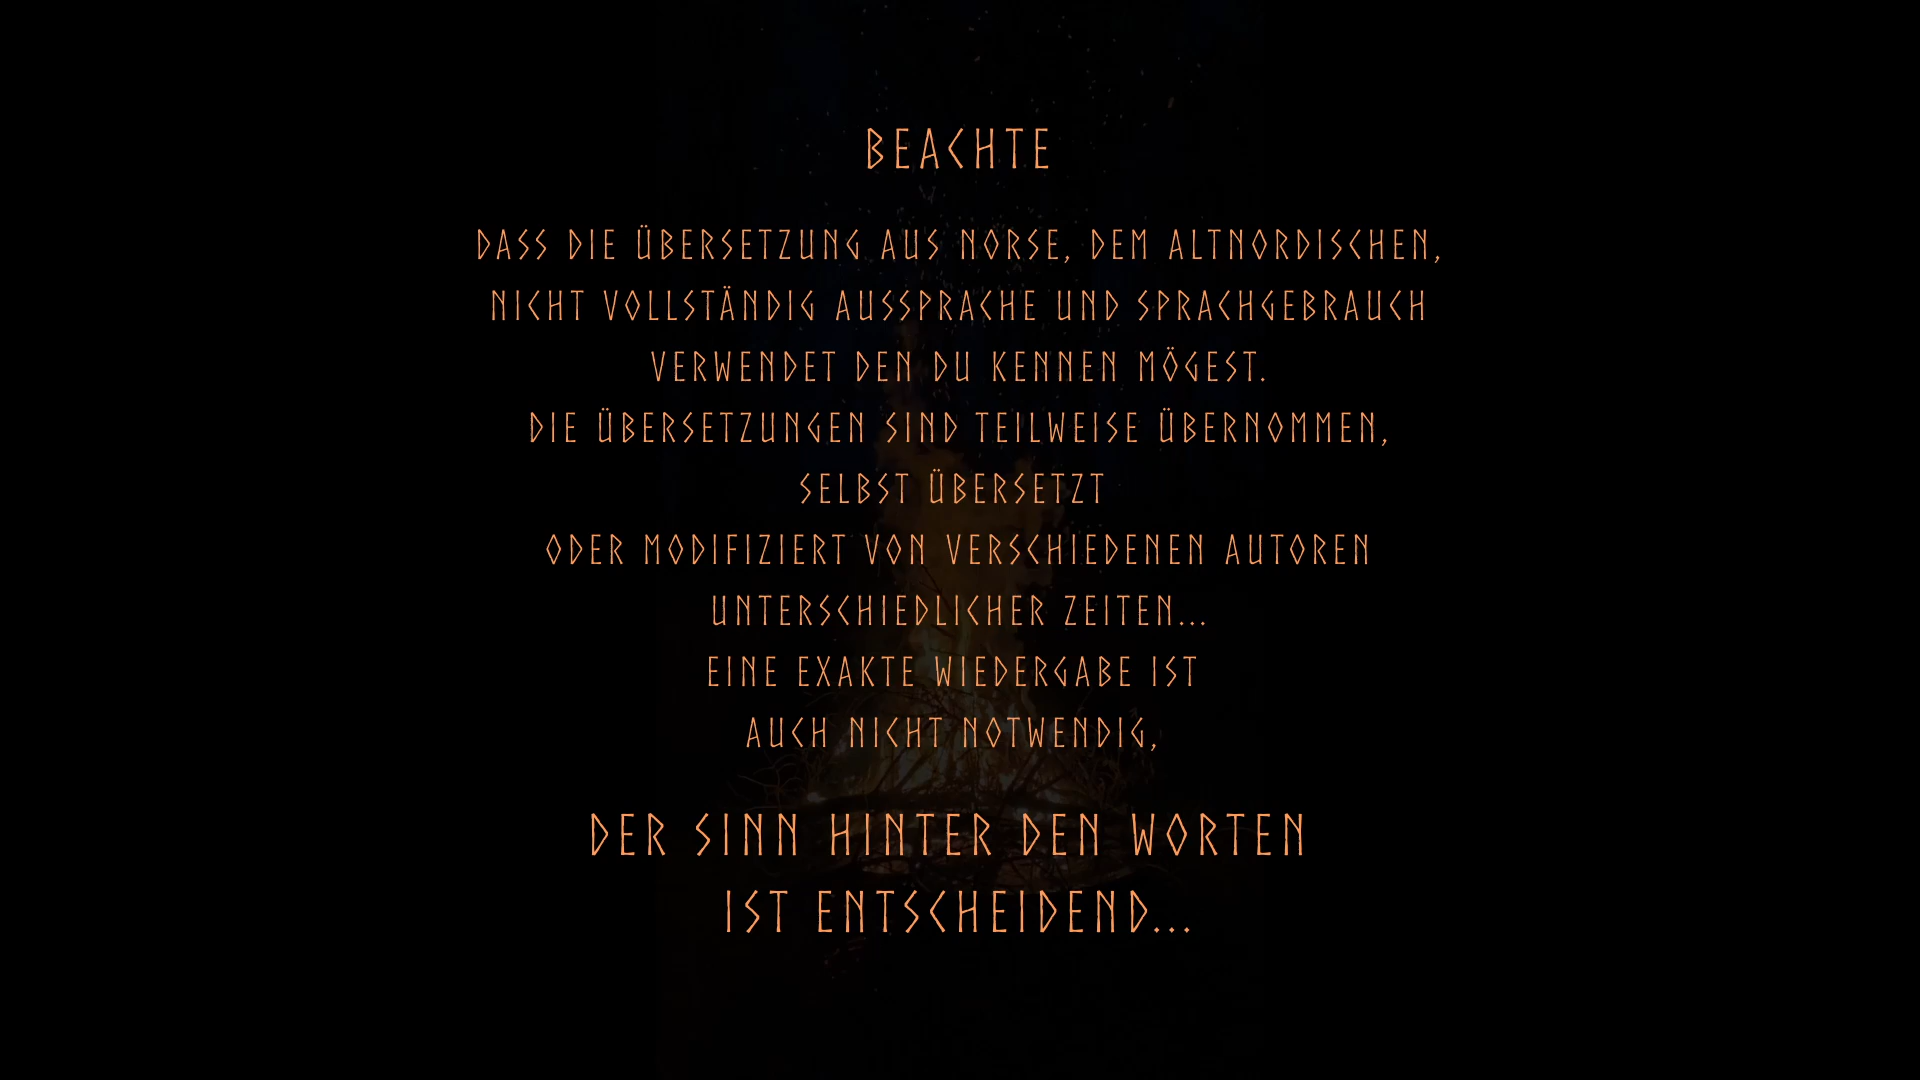 BEACHTE
DASS DIE ÜBERSETZUNG AUS NORSE, DEM ALTNORDISCHEN,
NICHT VOLLSTÄNDIG AUSSPRACHE UND SPRACHGEBRAUCH
VERWENDET DEN DU KENNEN MÖGEST.
DIE ÜBERSETZUNGEN SIND TEILWEISE ÜBERNOMMEN,
SELBST ÜBERSETZT
ODER MODIFIZIERT VON VERSCHIEDENEN AUTOREN
UNTERSCHIEDLICHER ZEITEN...
EINE EXAKTE WIEDERGABE IST
AUCH NICHT NOTWENDIG,
DER SINN HINTER DEN WORTEN
IST ENTSCHEIDEND...